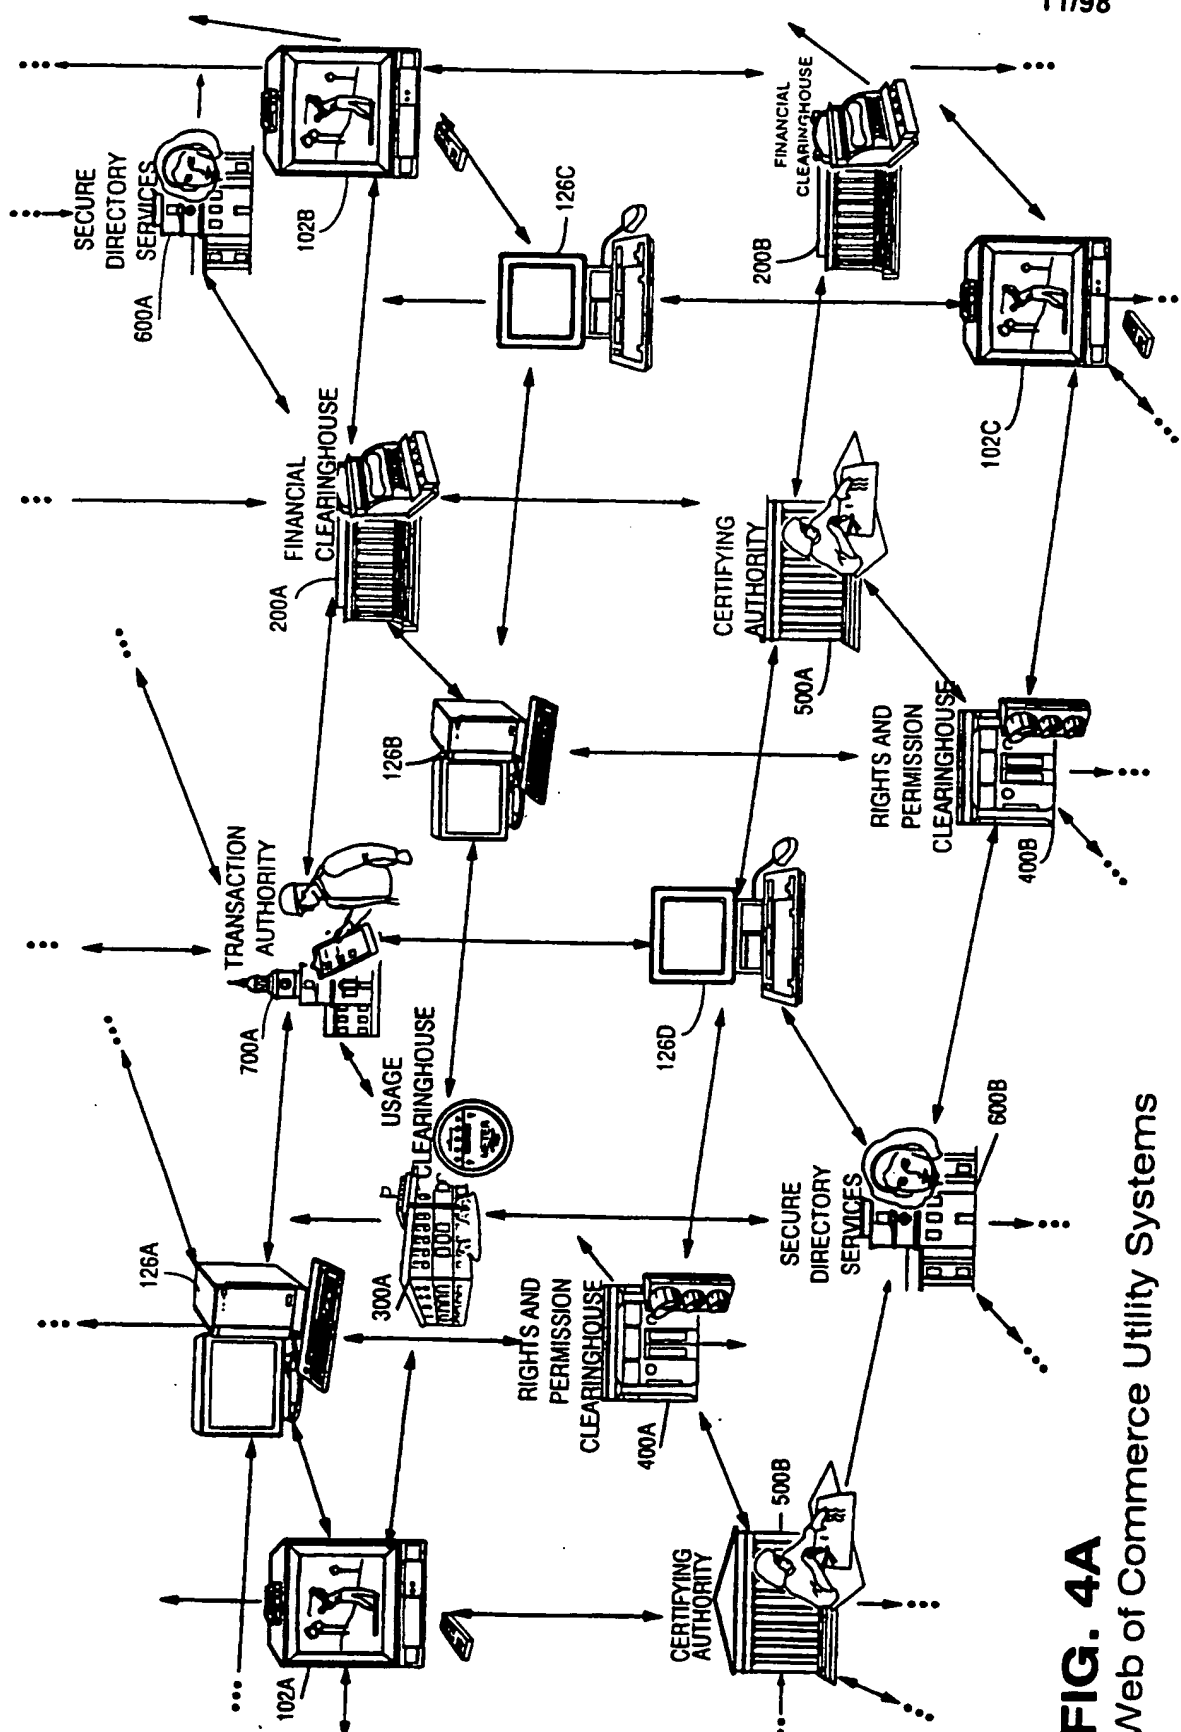 11/98
102A
126A
700A
TRANSACTION
AUTHORITY
200A
FINANCIAL
CLEARINGHOUSE
600A
SECURE
DIRECTORY
SERVICES
102B
300A
USAGE
CLEARINGHOUSE
METER
126B
126C
CERTIFYING
AUTHORITY
500B
RIGHTS AND
PERMISSION
CLEARINGHOUSE
400A
126D
CERTIFYING
AUTHORITY
500A
200B
FINANCIAL
CLEARINGHOUSE
SECURE
DIRECTORY
SERVICES
600B
RIGHTS AND
PERMISSION
CLEARINGHOUSE
400B
102C
FIG. 4A
Web of Commerce Utility Systems